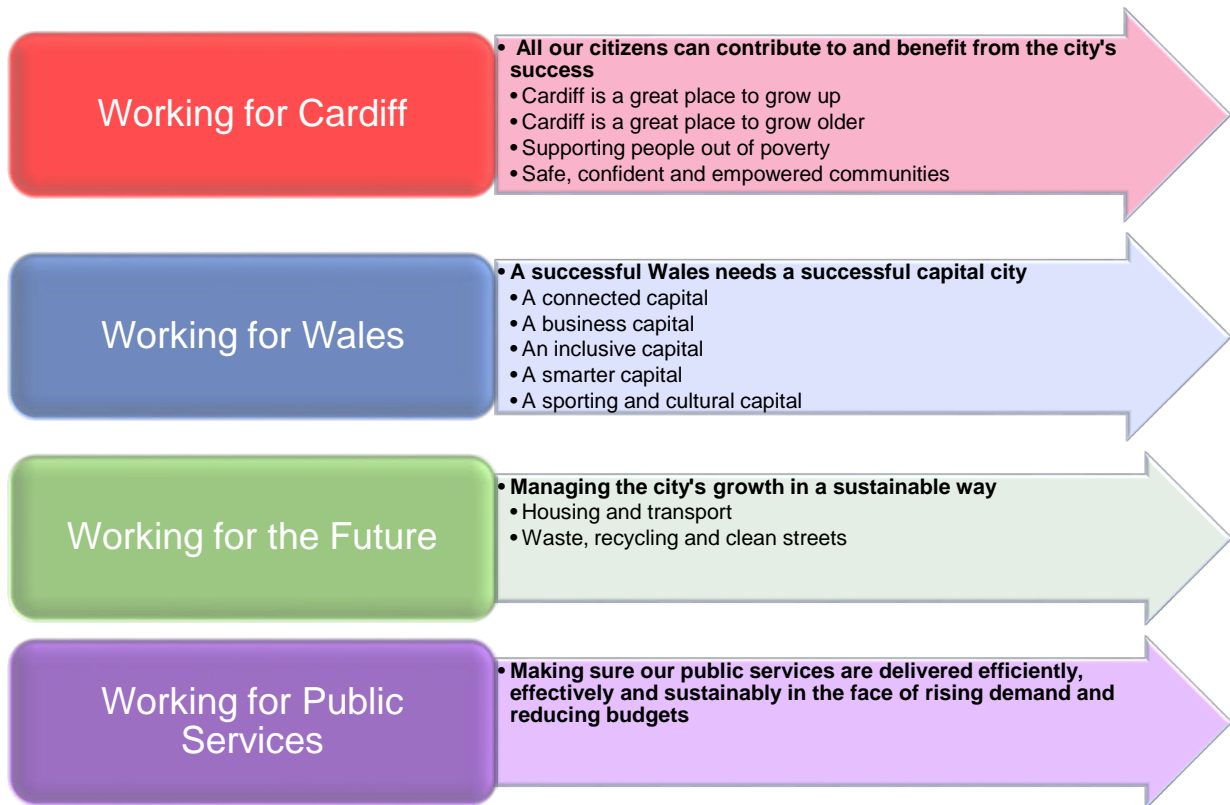 Working for Cardiff
• All our citizens can contribute to and benefit from the city's
success
• Cardiff is a great place to grow up
• Cardiff is a great place to grow older
• Supporting people out of poverty
• Safe, confident and empowered communities
Working for Wales
• A successful Wales needs a successful capital city
• A connected capital
• A business capital
• An inclusive capital
• A smarter capital
• A sporting and cultural capital
Working for the Future
• Managing the city's growth in a sustainable way
• Housing and transport
• Waste, recycling and clean streets
Working for Public
Services
• Making sure our public services are delivered efficiently,
effectively and sustainably in the face of rising demand and
reducing budgets